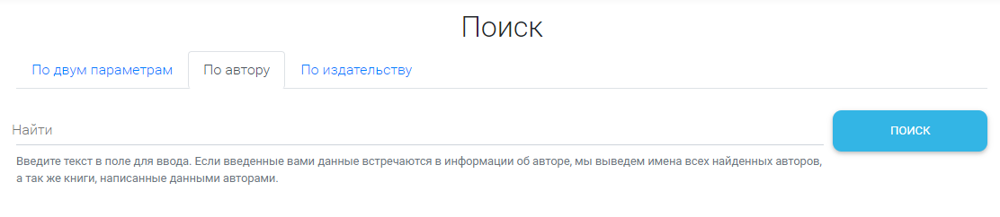 Поиск
По двум параметрам
По автору
По издательству
Найти
ПОИСК
Введите текст в поле для ввода. Если введенные вами данные встречаются в информации об авторе, мы выведем имена всех найденных авторов,
а так же книги, написанные данными авторами.